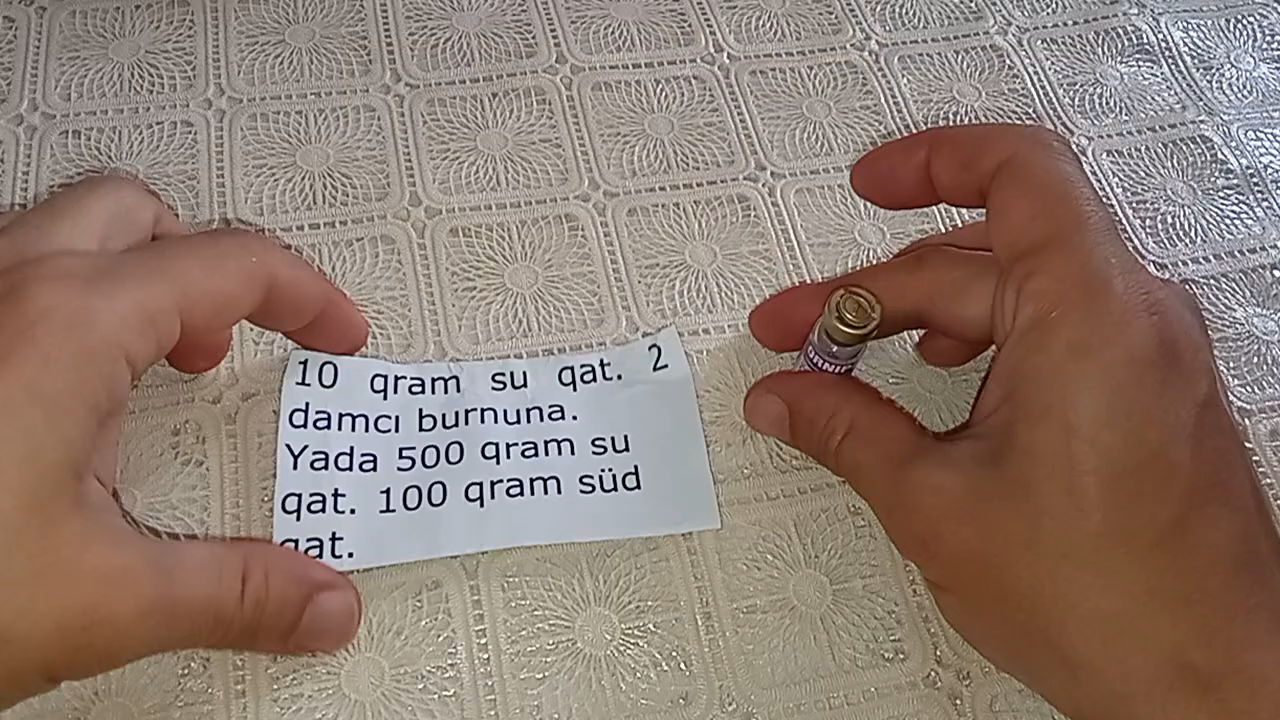 10 qram su qat. 2
damcı burnuna.
Yada 500 qram su
qat. 100 qram süd
qat.